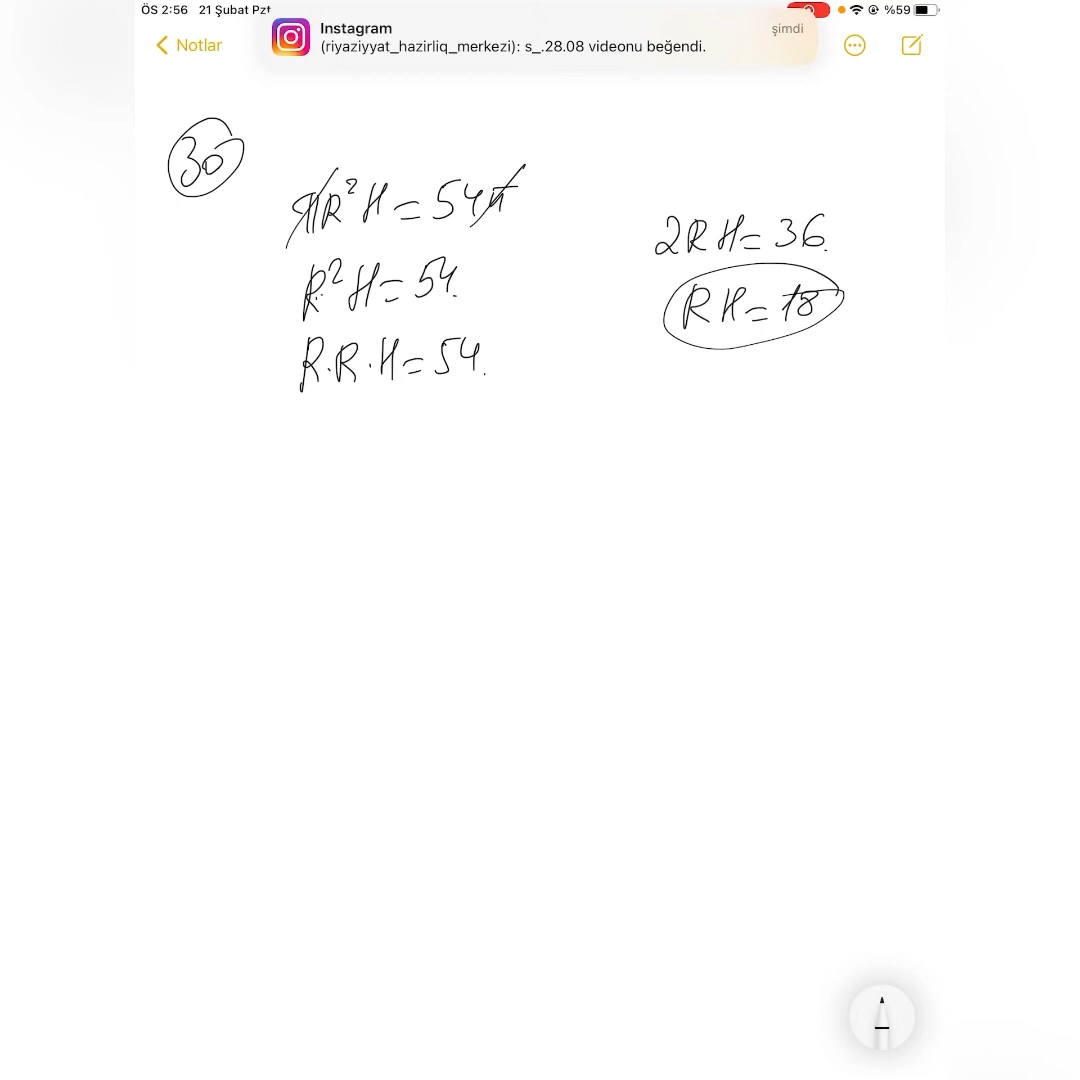 ÖS 2:56 21 Şubat Pzt
%59
Notlar
Instagram
şimdi
(riyaziyyat_hazirliq_merkezi): s_.28.08 videonu beğendi.
30
πR²H = 54π
R²H = 54.
R.R.H = 54.
2RH = 36.
RH = 18